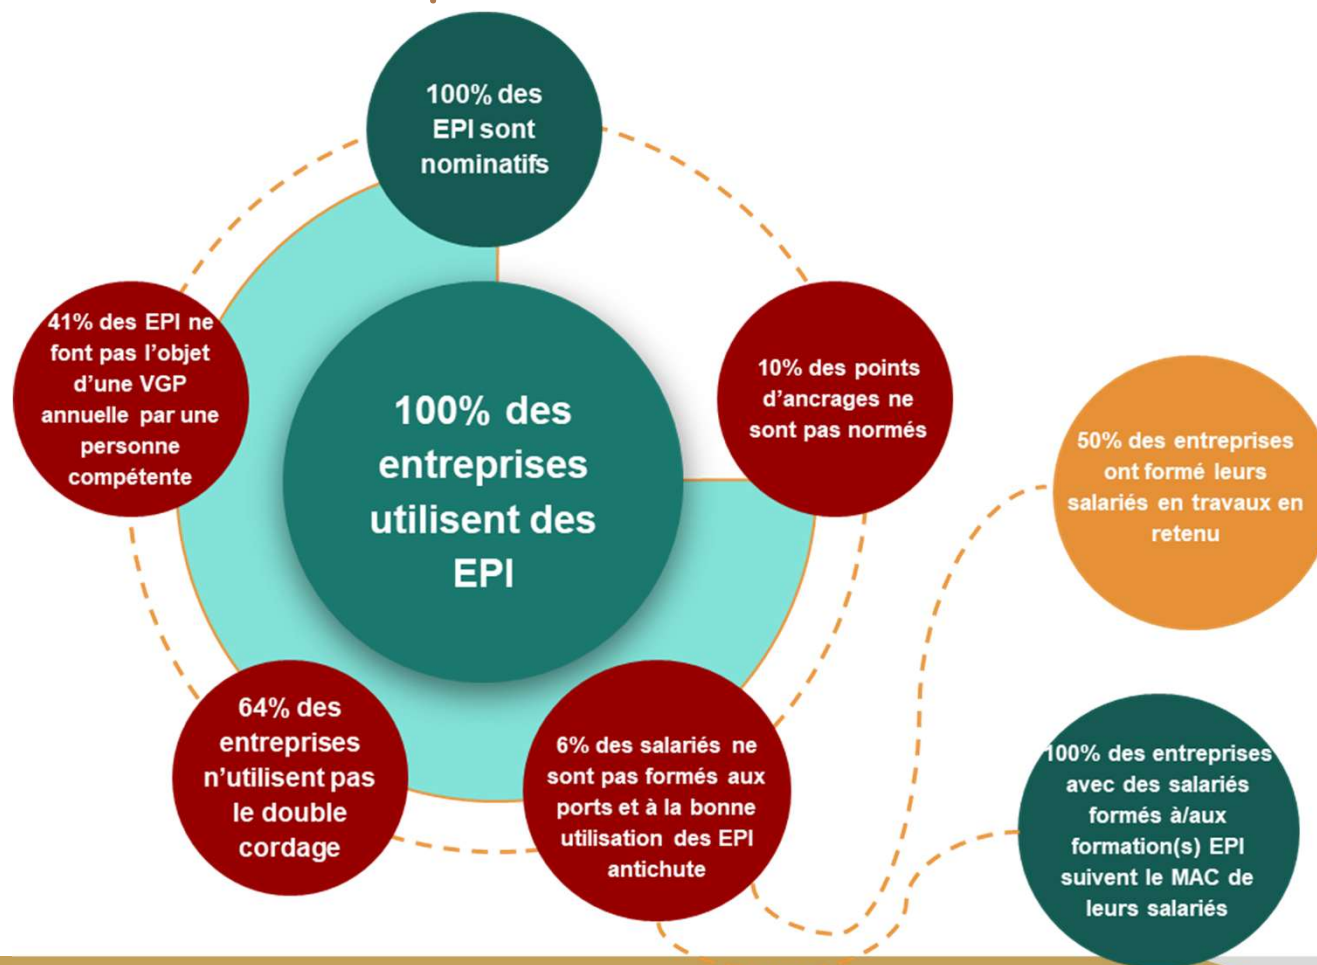 100% des
EPI sont
nominatifs
41% des EPI ne
font pas l’objet
d’une VGP
annuelle par une
personne
compétente
100% des
entreprises
utilisent des
EPI
10% des points
d’ancrages ne
sont pas normés
50% des entreprises
ont formé leurs
salariés en travaux en
retenu
64% des
entreprises
n’utilisent pas
le double
cordage
6% des salariés ne
sont pas formés aux
ports et à la bonne
utilisation des EPI
antichute
100% des entreprises
avec des salariés
formés à/aux
formation(s) EPI
suivent le MAC de
leurs salariés